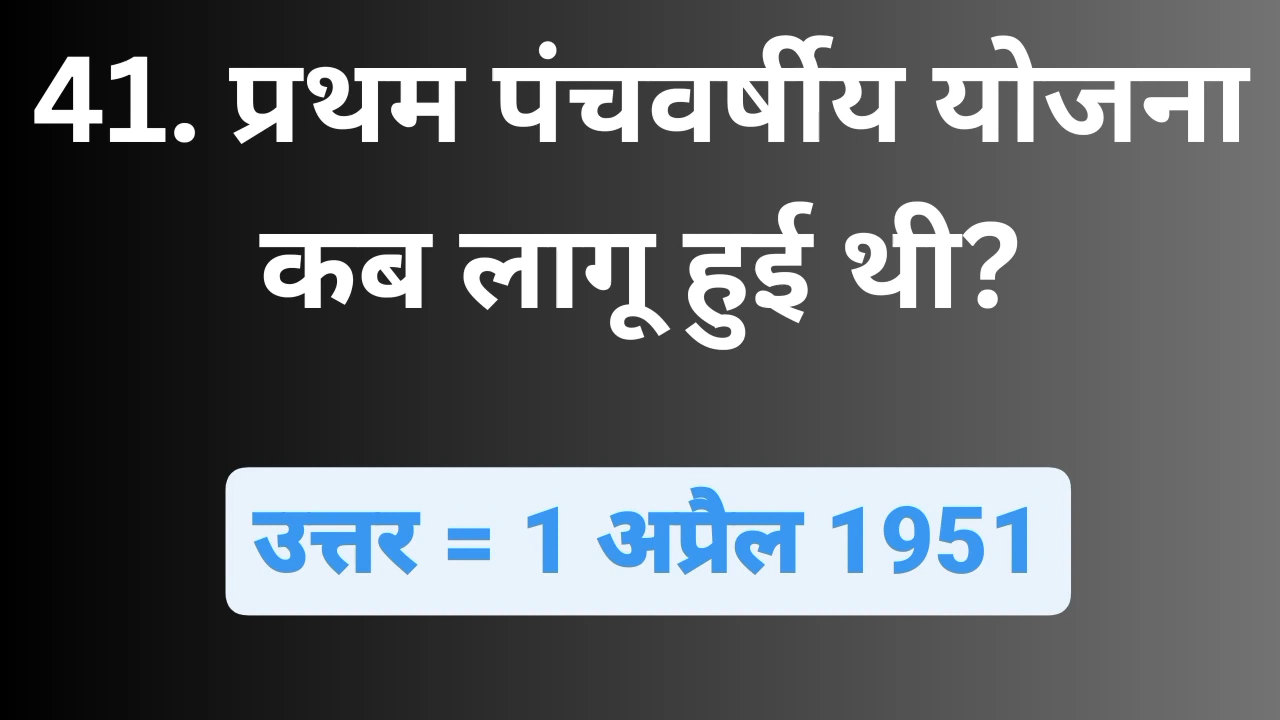 41. प्रथम पंचवर्षीय योजना
कब लागू हुई थी?
उत्तर = 1 अप्रैल 1951